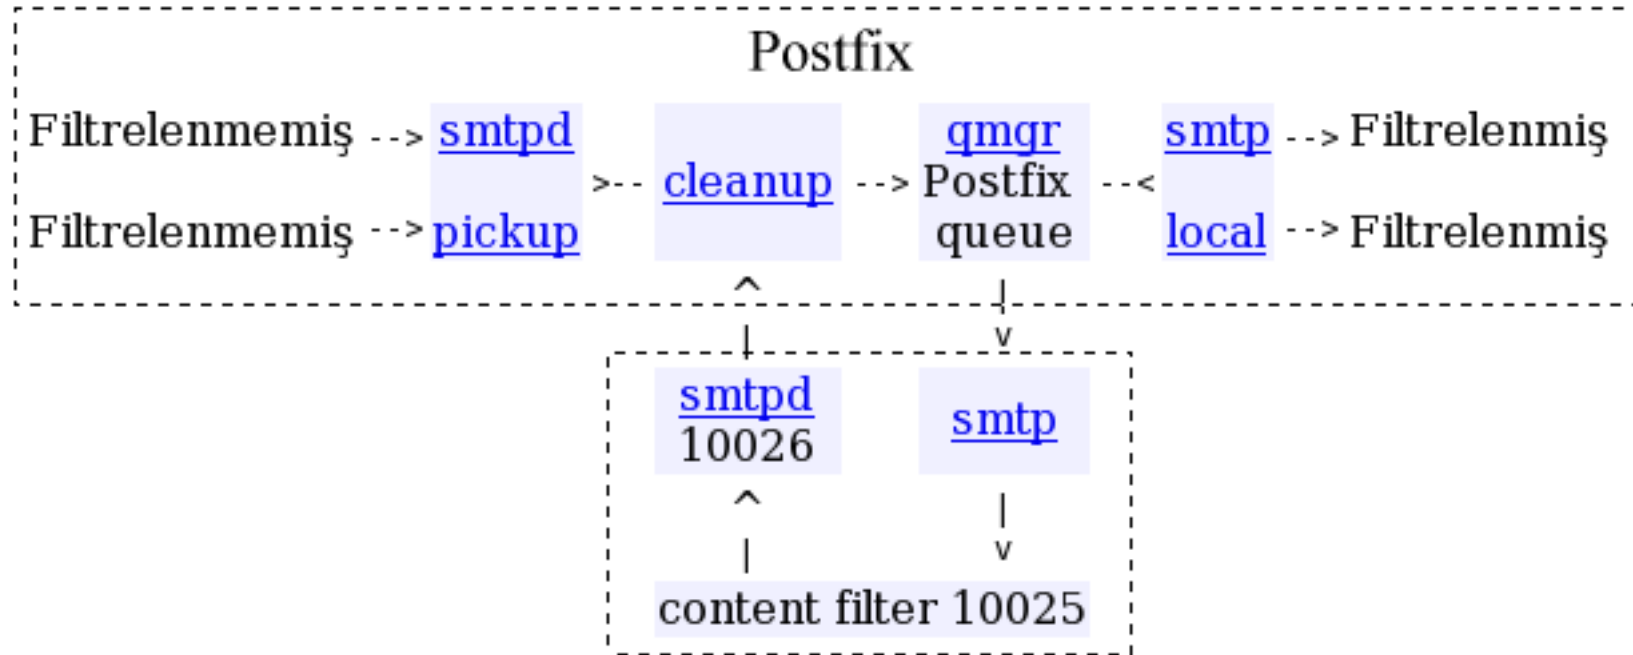 Postfix
Filtrelenmemiş --> smtpd qmgr smtp --> Filtrelenmiş
>-- cleanup --> Postfix --<
Filtrelenmemiş --> pickup queue local --> Filtrelenmiş
^ |
| v
smtpd smtp
10026
^ |
| v
content filter 10025